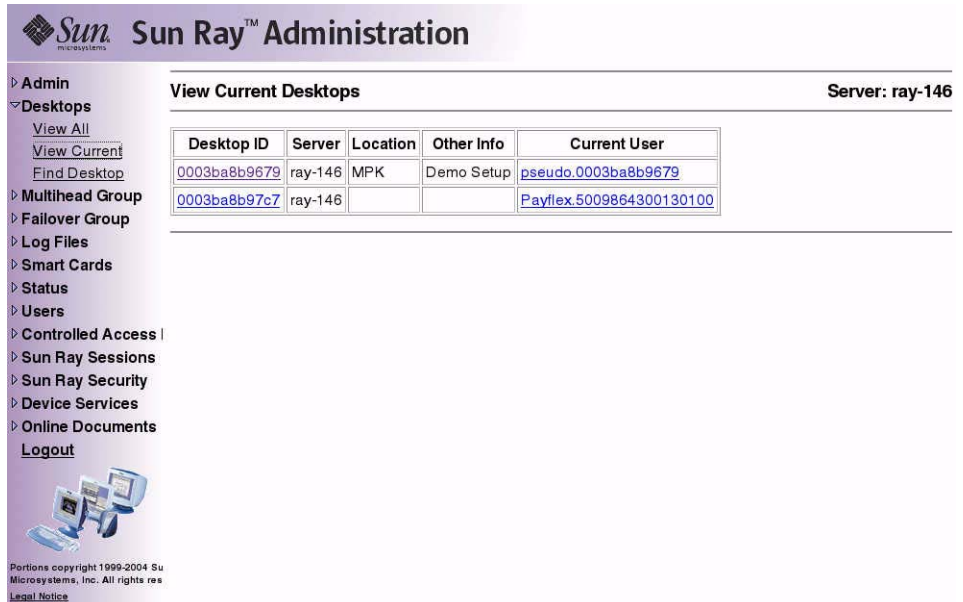 Sun microsystems Sun Ray™ Administration
Admin
Desktops
View All
View Current
Find Desktop
Multihead Group
Failover Group
Log Files
Smart Cards
Status
Users
Controlled Access
Sun Ray Sessions
Sun Ray Security
Device Services
Online Documents
Logout
Portions copyright 1999-2004 Su
Microsystems, Inc. All rights res
Legal Notice
View Current Desktops Server: ray-146
Desktop ID Server Location Other Info Current User
0003ba8b9679 ray-146 MPK Demo Setup pseudo.0003ba8b9679
0003ba8b97c7 ray-146 Payflex.5009864300130100